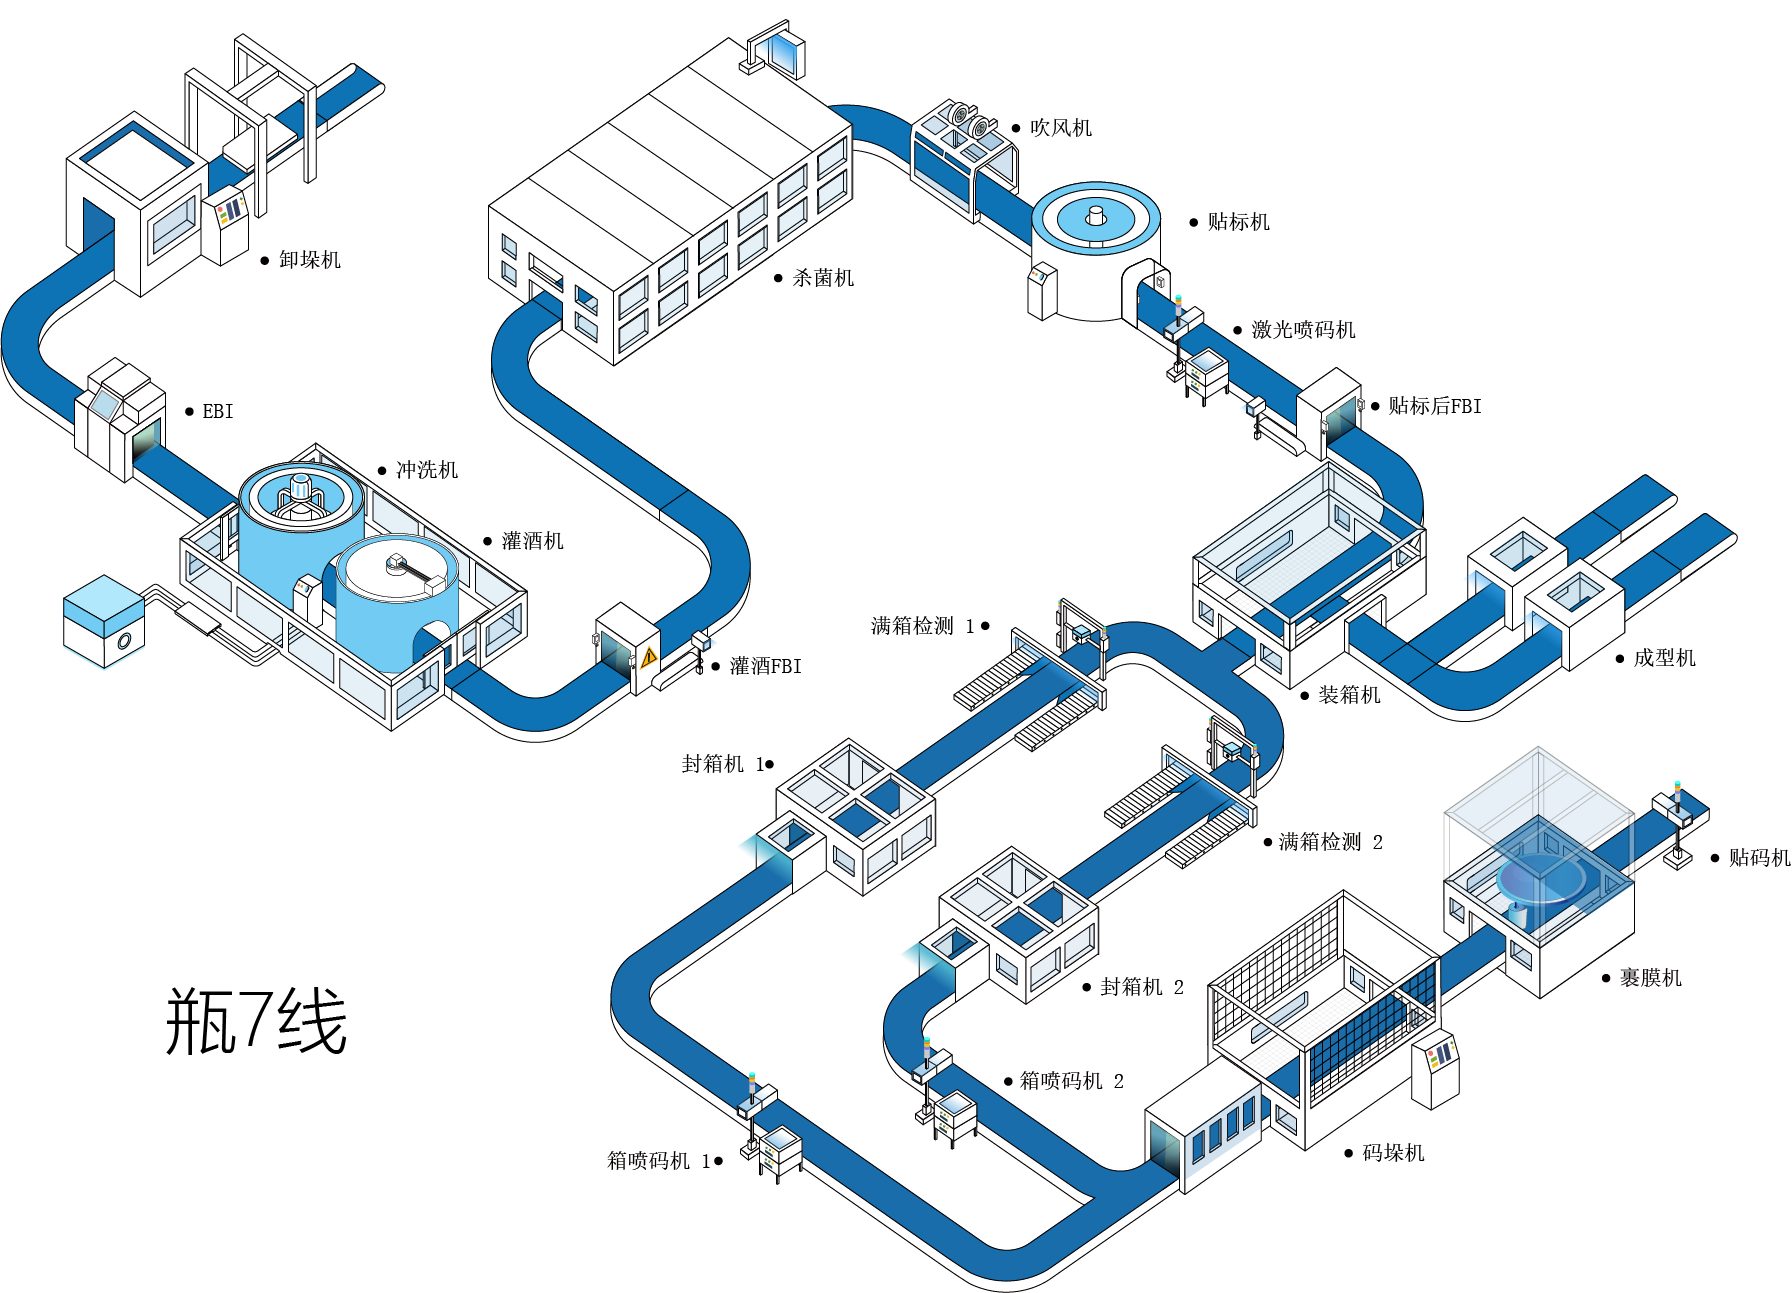 吹风机
贴标机
卸垛机
杀菌机
激光喷码机
EBI
贴标后FBI
冲洗机
灌酒机
满箱检测 1
灌酒FBI
成型机
装箱机
封箱机 1
满箱检测 2
贴码机
裹膜机
封箱机 2
瓶7线
箱喷码机 2
箱喷码机 1
码垛机